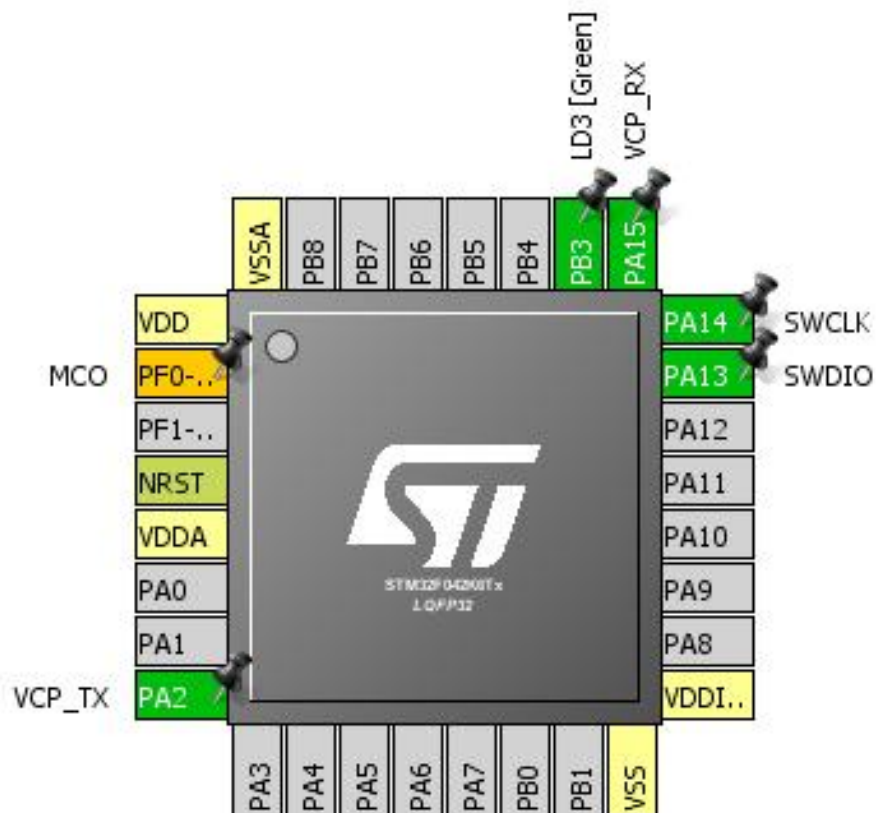 LD3 [Green]
VCP_RX
VSSA
PB8
PB7
PB6
PB5
PB4
PB3
PA15
VDD
PA14
SWCLK
MCO
PF0-..
PA13
SWDIO
PF1-..
PA12
NRST
PA11
VDDA
PA10
PA0
PA9
PA1
PA8
VCP_TX
PA2
VDDI..
ST
STM32F042K6Tx
LQFP32
PA3
PA4
PA5
PA6
PA7
PB0
PB1
VSS